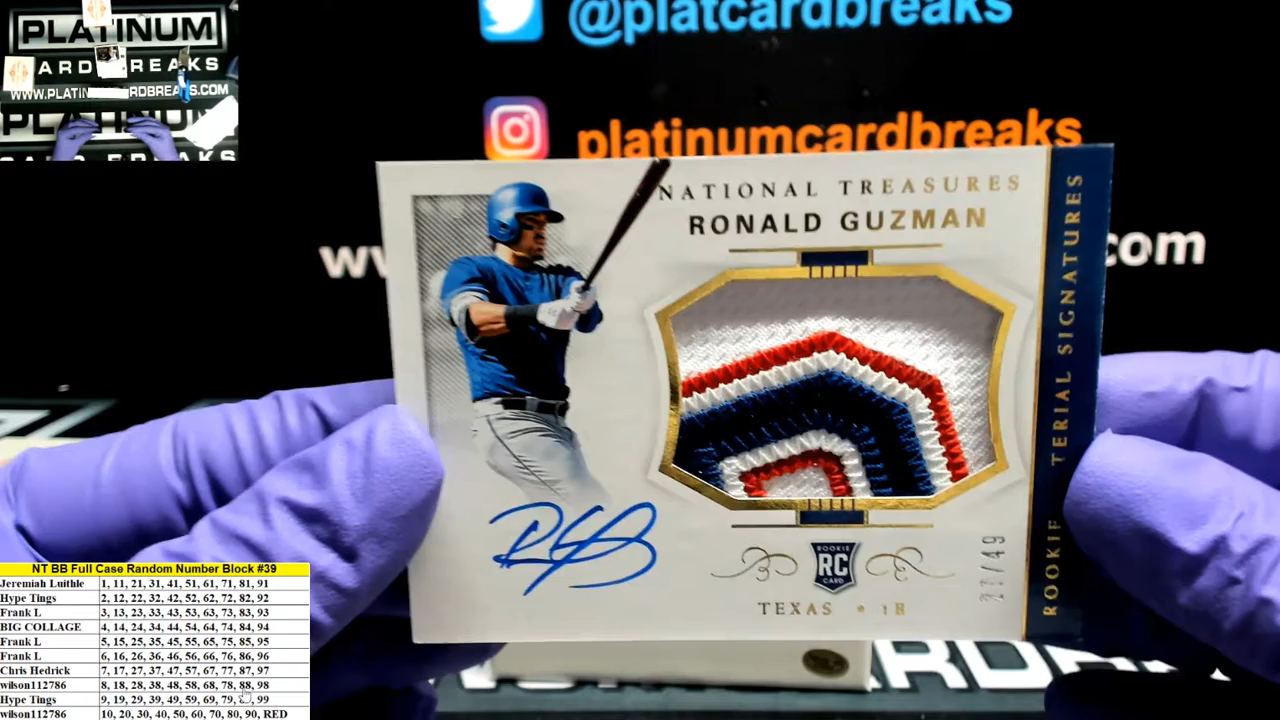 PLATINUM
ARD REAKS
@platcardbreaks
platinumcardbreaks
NATIONAL TREASURES
RONALD GUZMAN
ROOKIE TERIAL SIGNATURES
ROOKIE
RC
CARD
TEXAS • 1B
/49
NT BB Full Case Random Number Block #39
Jeremiah Luithle 1, 11, 21, 31, 41, 51, 61, 71, 81, 91
Hype Tings 2, 12, 22, 32, 42, 52, 62, 72, 82, 92
Frank L 3, 13, 23, 33, 43, 53, 63, 73, 83, 93
BIG COLLAGE 4, 14, 24, 34, 44, 54, 64, 74, 84, 94
Frank L 5, 15, 25, 35, 45, 55, 65, 75, 85, 95
Frank L 6, 16, 26, 36, 46, 56, 66, 76, 86, 96
Chris Hedrick 7, 17, 27, 37, 47, 57, 67, 77, 87, 97
wilson112786 8, 18, 28, 38, 48, 58, 68, 78, 88, 98
Hype Tings 9, 19, 29, 39, 49, 59, 69, 79, 99
wilson112786 10, 20, 30, 40, 50, 60, 70, 80, 90, RED